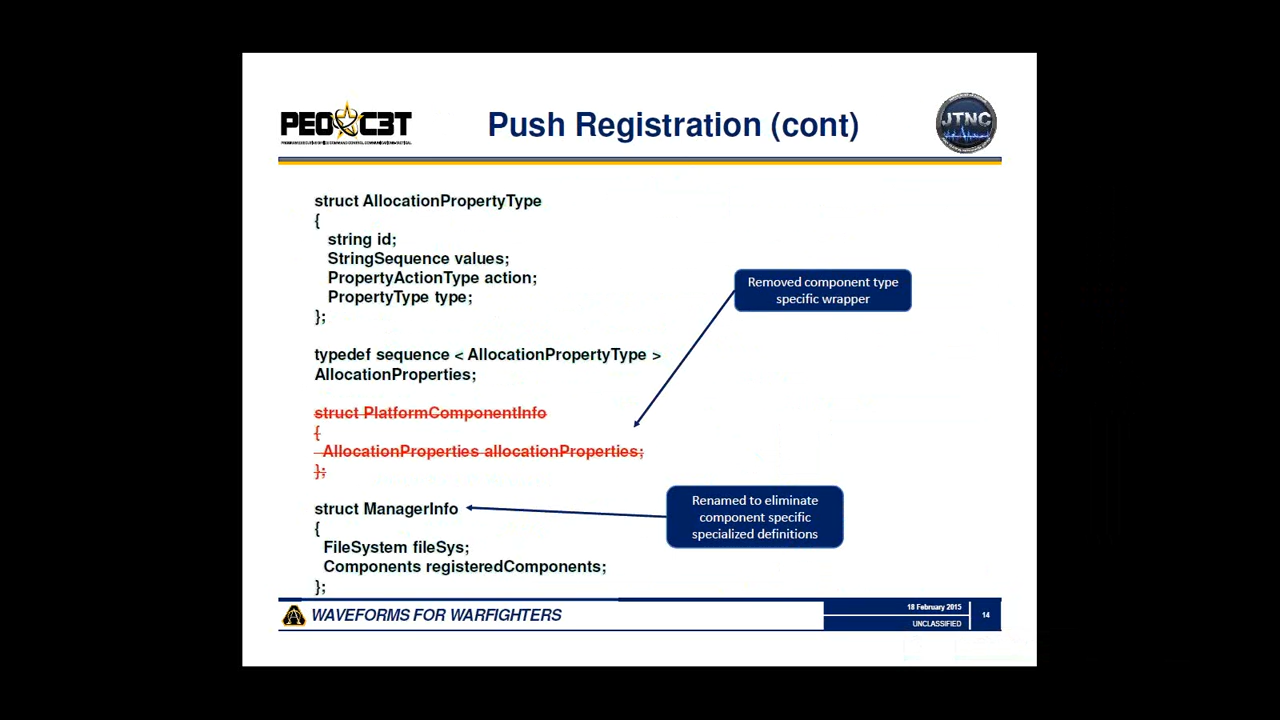 PEO C3T
Push Registration (cont)
JTNC
struct AllocationPropertyType
{
string id;
StringSequence values;
PropertyActionType action;
PropertyType type;
};
Removed component type
specific wrapper
typedef sequence < AllocationPropertyType >
AllocationProperties;
struct PlatformComponentInfo
{
AllocationProperties allocationProperties;
};
struct ManagerInfo
{
FileSystem fileSys;
Components registeredComponents;
};
Renamed to eliminate
component specific
specialized definitions
WAVEFORMS FOR WARFIGHTERS
18 February 2015
UNCLASSIFIED
14